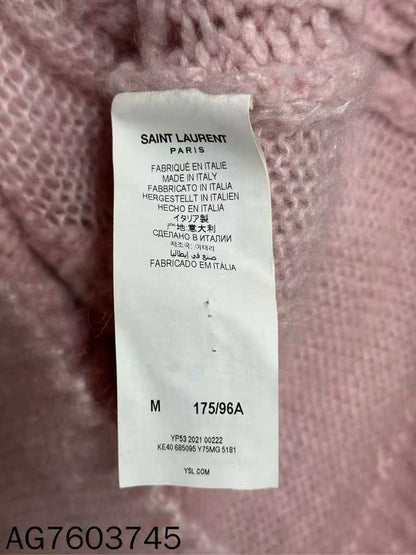 SAINT LAURENT
PARIS
FABRIQUÉ EN ITALIE
MADE IN ITALY
FABBRICATO IN ITALIA
HERGESTELLT IN ITALIEN
HECHO EN ITALIA
イタリア製
地:意大利
СДЕЛАНО В ИТАЛИИ
제조국: 이태리
صنع في إيطاليا
FABRICADO EM ITÁLIA
M 175/96A
YP53 2021 00222
KE40 685095 Y75MG 5181
YSL.COM
AG7603745